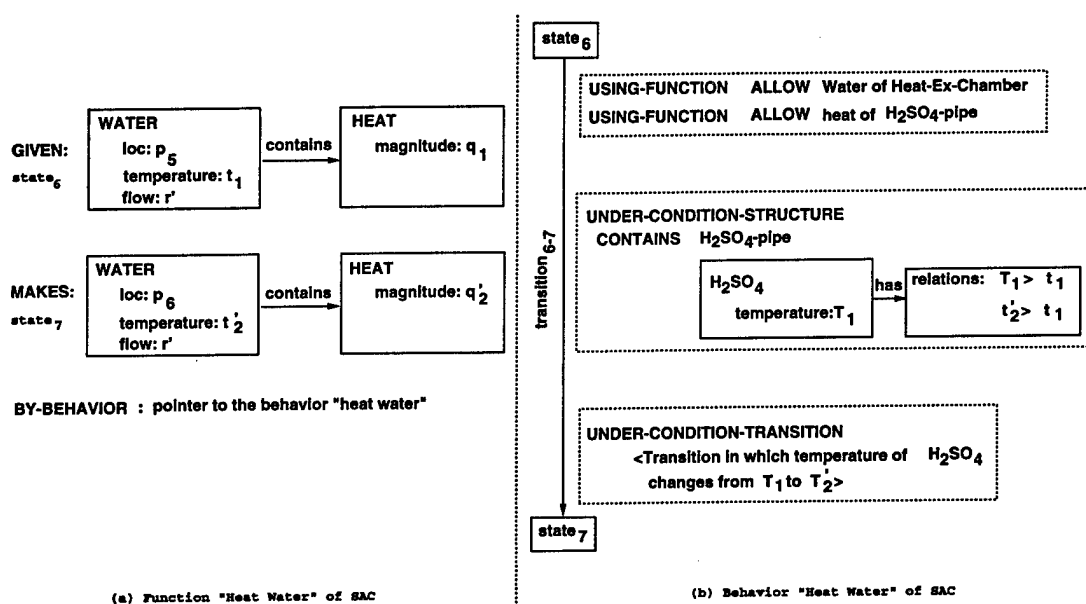 GIVEN:
state₆
WATER
loc: p₅
temperature: t₁
flow: r'
contains
HEAT
magnitude: q₁
MAKES:
state₇
WATER
loc: p₆
temperature: t₂'
flow: r'
contains
HEAT
magnitude: q₂'
BY-BEHAVIOR : pointer to the behavior "heat water"
(a) Function "Heat Water" of SAC
state₆
transition₆₋₇
USING-FUNCTION ALLOW Water of Heat-Ex-Chamber
USING-FUNCTION ALLOW heat of H₂SO₄-pipe
UNDER-CONDITION-STRUCTURE
CONTAINS H₂SO₄-pipe
H₂SO₄
temperature:T₁
has
relations: T₁> t₁
t₂'> t₁
UNDER-CONDITION-TRANSITION
<Transition in which temperature of H₂SO₄
changes from T₁ to T₂'>
state₇
(b) Behavior "Heat Water" of SAC